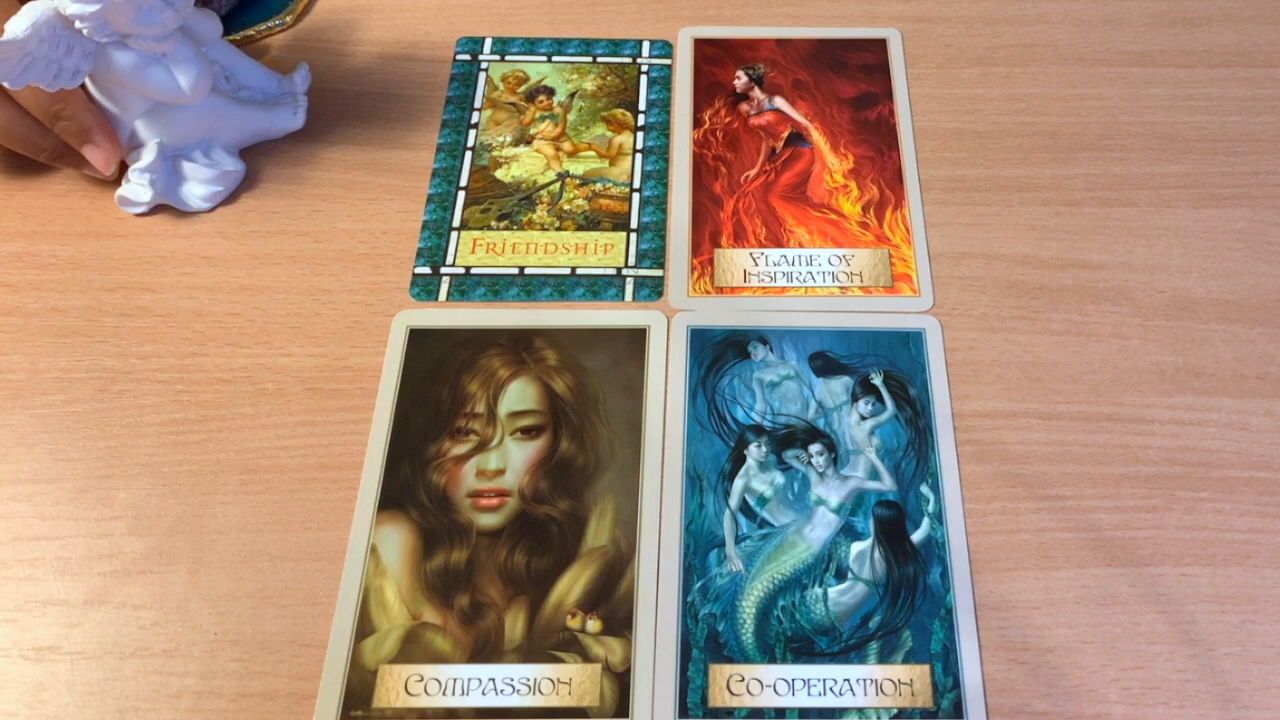 FRIENDSHIP
FLAME OF
INSPIRATION
COMPASSION
CO-OPERATION